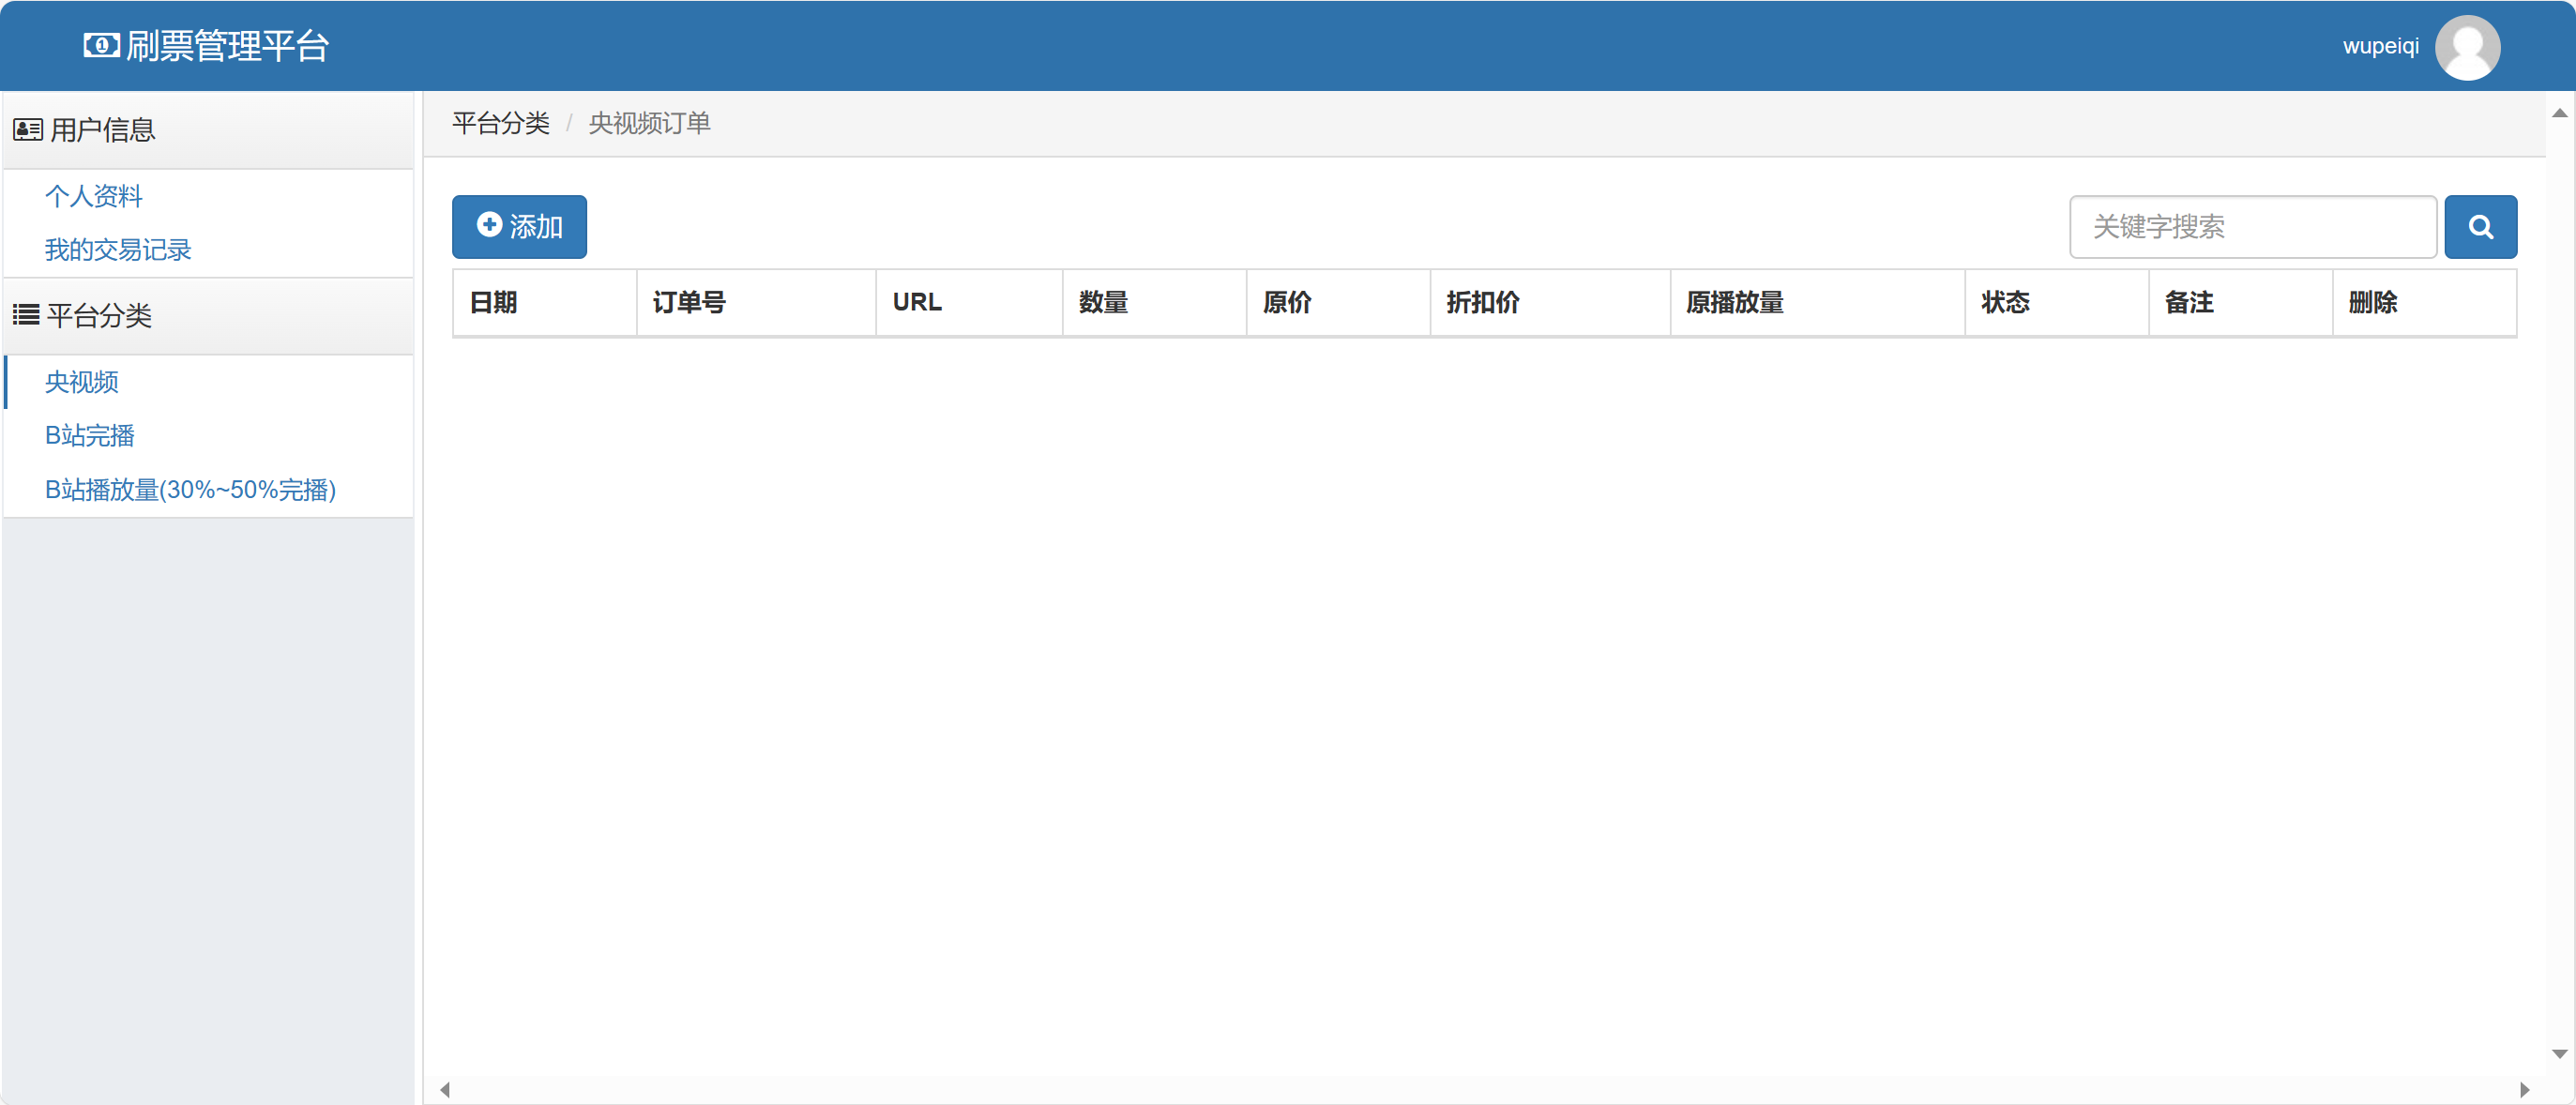 刷票管理平台
wupeiqi
用户信息
个人资料
我的交易记录
平台分类
央视频
B站完播
B站播放量(30%~50%完播)
平台分类 / 央视频订单
添加
关键字搜索
日期 订单号 URL 数量 原价 折扣价 原播放量 状态 备注 删除